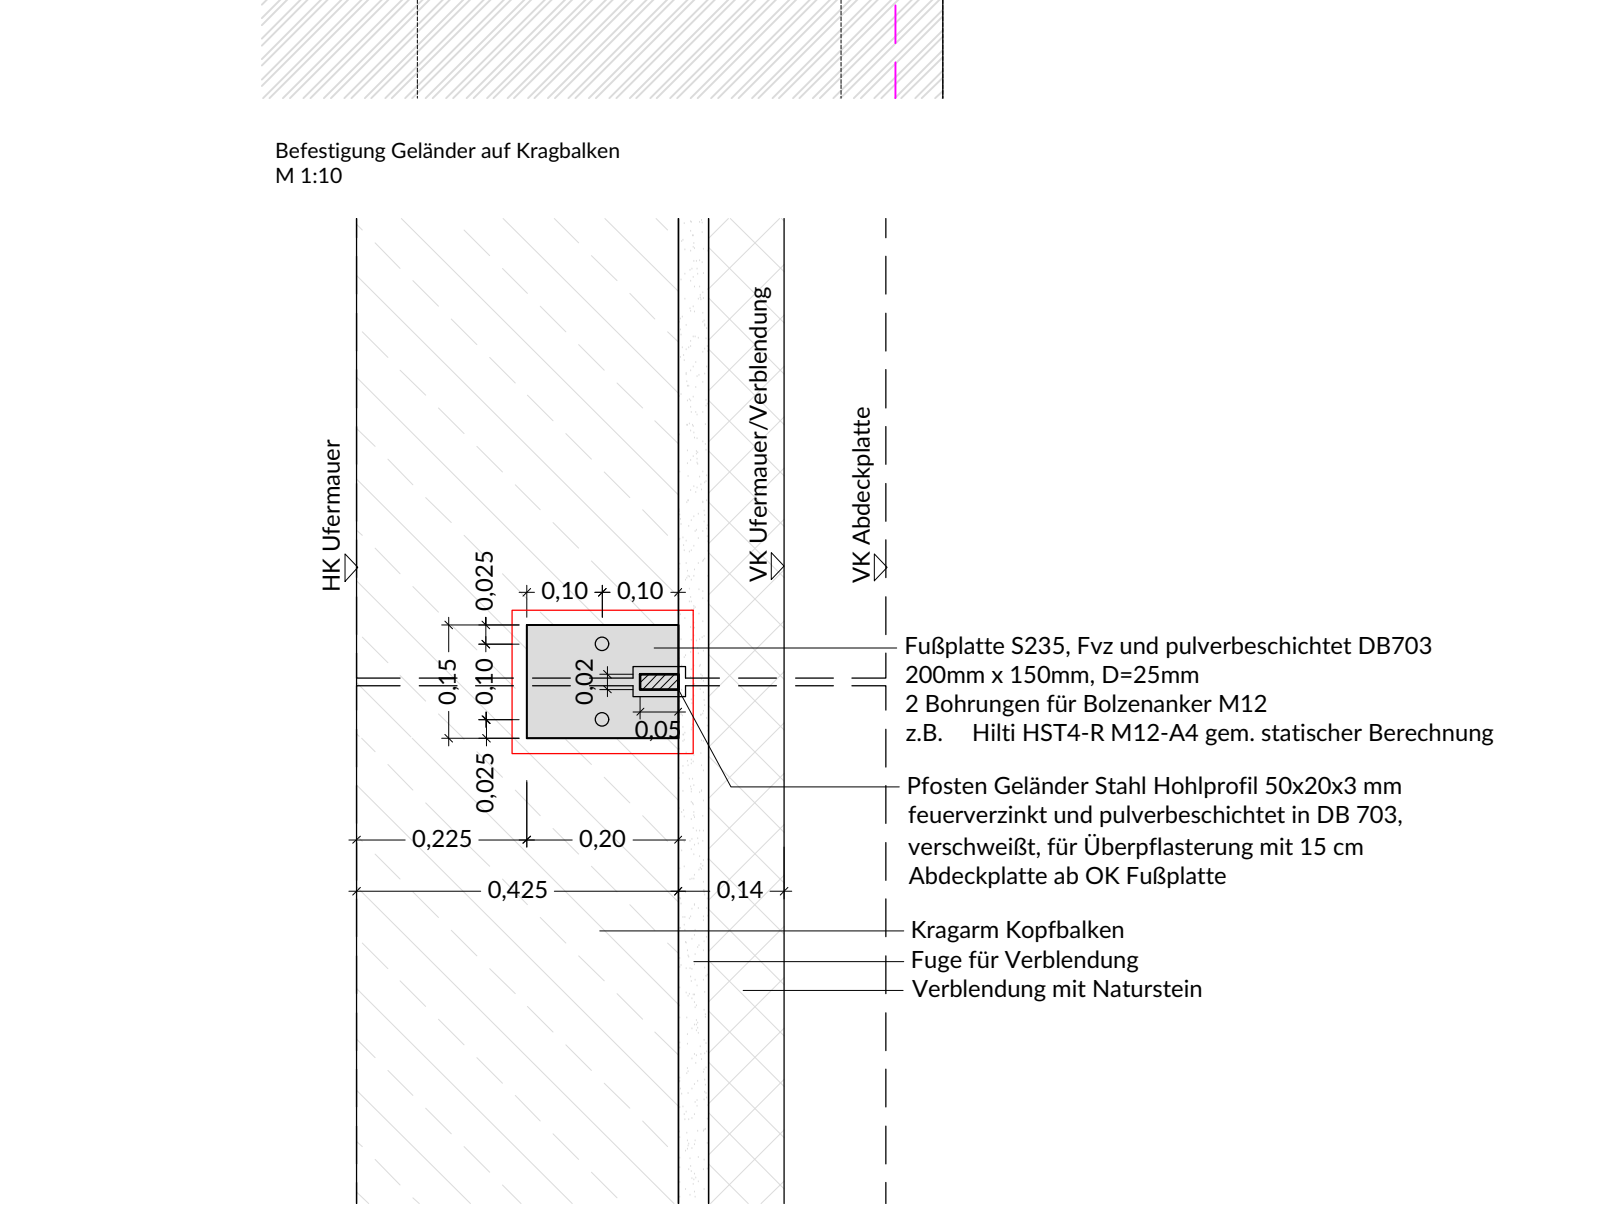 Befestigung Geländer auf Kragbalken
M 1:10
HK Ufermauer
VK Ufermauer/Verblendung
VK Abdeckplatte
0,025
0,10
0,10
0,15
0,10
0,02
0,05
0,025
Fußplatte S235, Fvz und pulverbeschichtet DB703
200mm x 150mm, D=25mm
2 Bohrungen für Bolzenanker M12
z.B. Hilti HST4-R M12-A4 gem. statischer Berechnung
Pfosten Geländer Stahl Hohlprofil 50x20x3 mm
feuerverzinkt und pulverbeschichtet in DB 703,
verschweißt, für Überpflasterung mit 15 cm
Abdeckplatte ab OK Fußplatte
0,225
0,20
0,425
0,14
Kragarm Kopfbalken
Fuge für Verblendung
Verblendung mit Naturstein